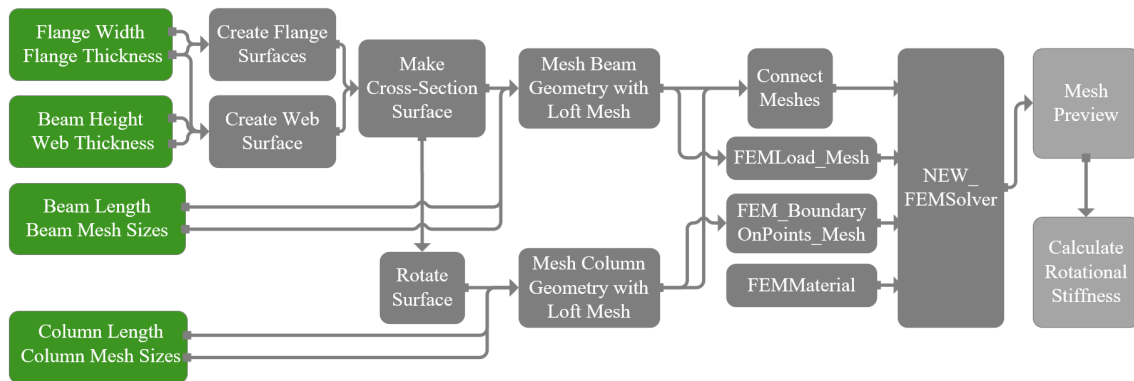 Flange Width
Flange Thickness
Create Flange
Surfaces
Beam Height
Web Thickness
Create Web
Surface
Make
Cross-Section
Surface
Mesh Beam
Geometry with
Loft Mesh
Connect
Meshes
FEMLoad_Mesh
FEM_Boundary
OnPoints_Mesh
FEMMaterial
NEW_
FEMSolver
Mesh
Preview
Calculate
Rotational
Stiffness
Beam Length
Beam Mesh Sizes
Rotate
Surface
Mesh Column
Geometry with
Loft Mesh
Column Length
Column Mesh Sizes